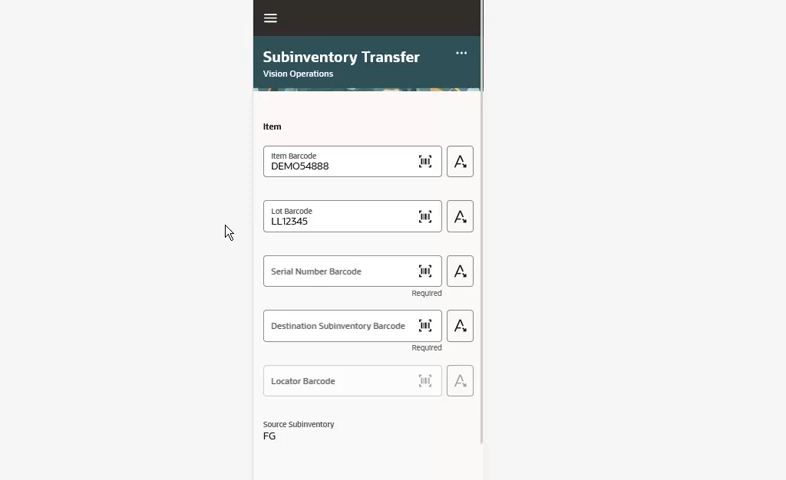 Subinventory Transfer
Vision Operations
Item
Item Barcode
DEMO54888
Lot Barcode
LL12345
Serial Number Barcode
Required
Destination Subinventory Barcode
Required
Locator Barcode
Source Subinventory
FG